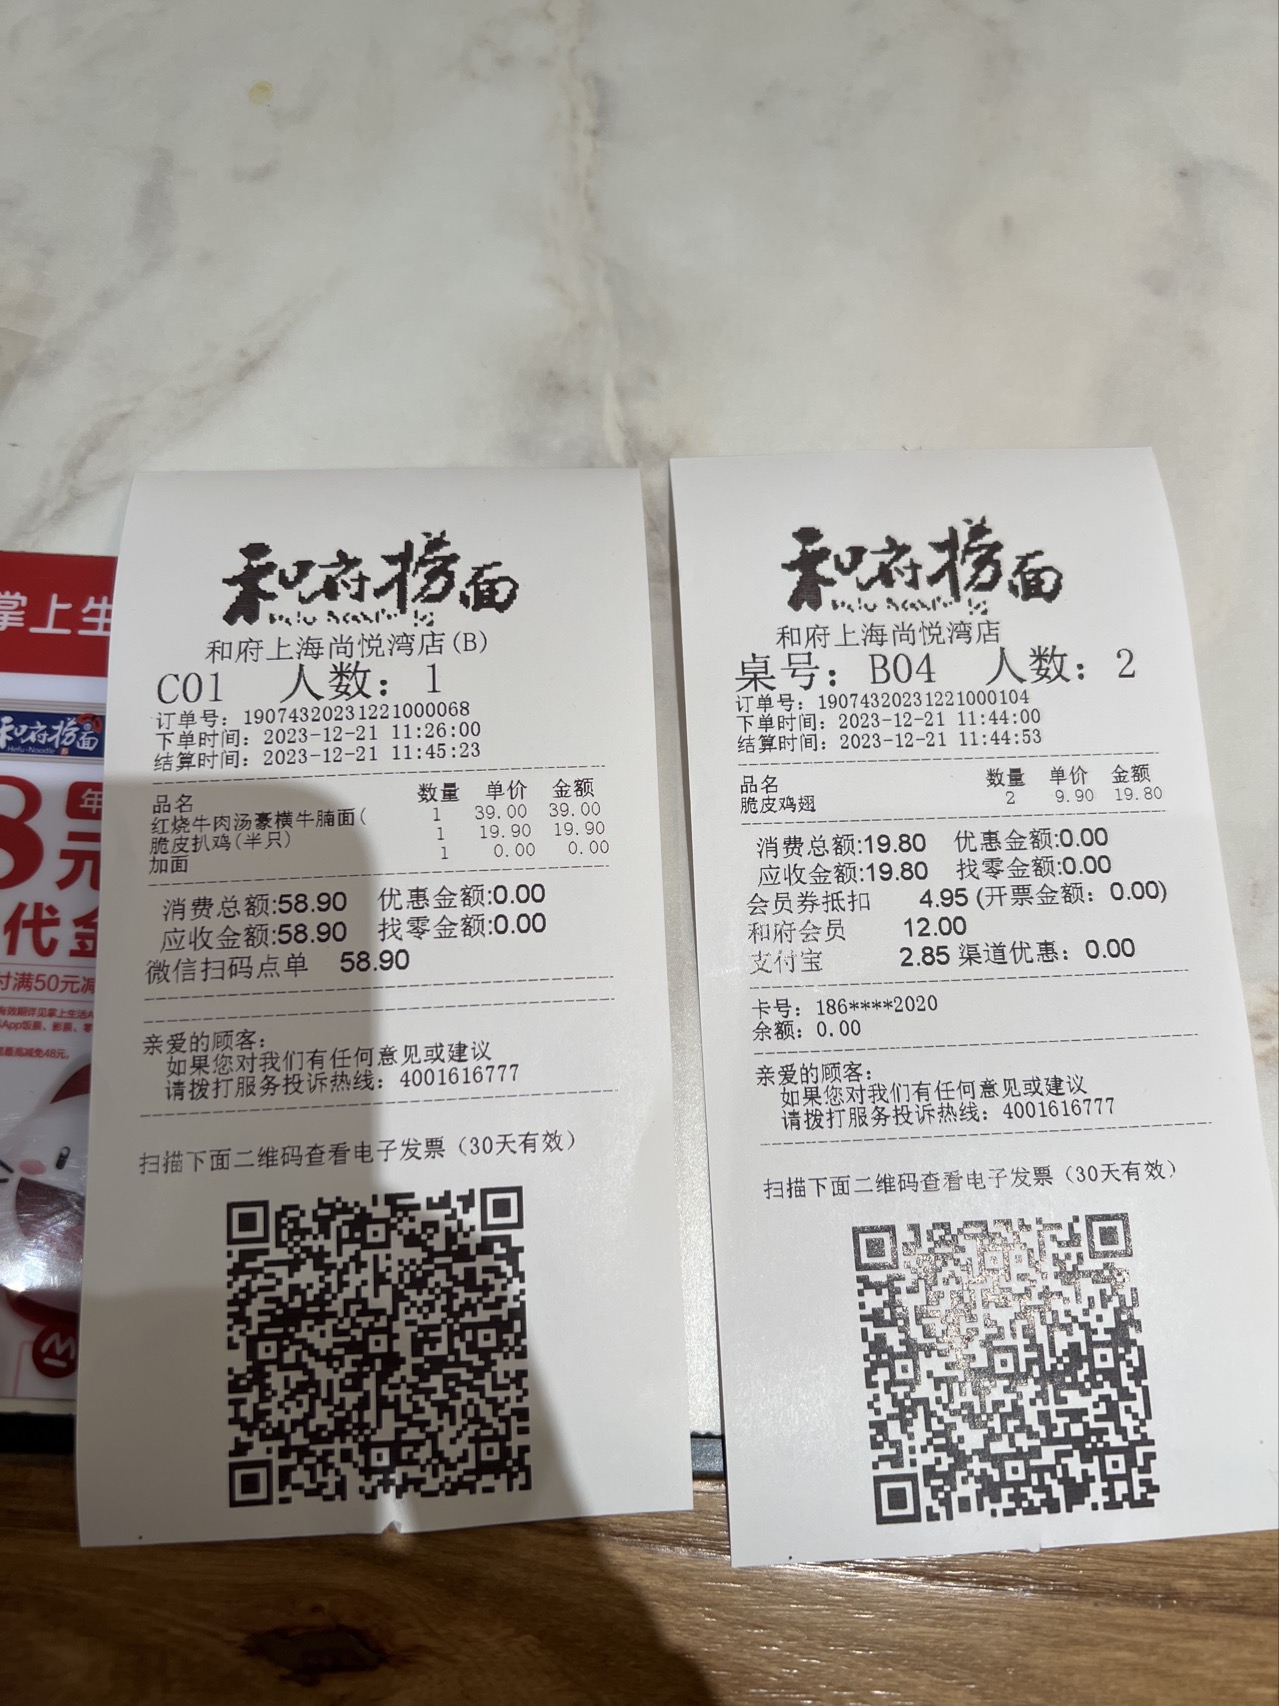 掌上生
和府捞面
Hefu-Noodle
8
年
元
代金
付满50元减
和府捞面
和府上海尚悦湾店(B)
C01 人数: 1
订单号: 19074320231221000068
下单时间: 2023-12-21 11:26:00
结算时间: 2023-12-21 11:45:23
品名 数量 单价 金额
红烧牛肉汤豪横牛腩面( 1 39.00 39.00
脆皮扒鸡(半只) 1 19.90 19.90
加面 1 0.00 0.00
消费总额:58.90 优惠金额:0.00
应收金额:58.90 找零金额:0.00
微信扫码点单 58.90
亲爱的顾客:
如果您对我们有任何意见或建议
请拨打服务投诉热线: 4001616777
扫描下面二维码查看电子发票（30天有效）
和府捞面
和府上海尚悦湾店
桌号: B04 人数: 2
订单号: 19074320231221000104
下单时间: 2023-12-21 11:44:00
结算时间: 2023-12-21 11:44:53
品名 数量 单价 金额
脆皮鸡翅 2 9.90 19.80
消费总额:19.80 优惠金额:0.00
应收金额:19.80 找零金额:0.00
会员券抵扣 4.95 (开票金额: 0.00)
和府会员 12.00
支付宝 2.85 渠道优惠: 0.00
卡号: 186****2020
余额: 0.00
亲爱的顾客:
如果您对我们有任何意见或建议
请拨打服务投诉热线: 4001616777
扫描下面二维码查看电子发票（30天有效）